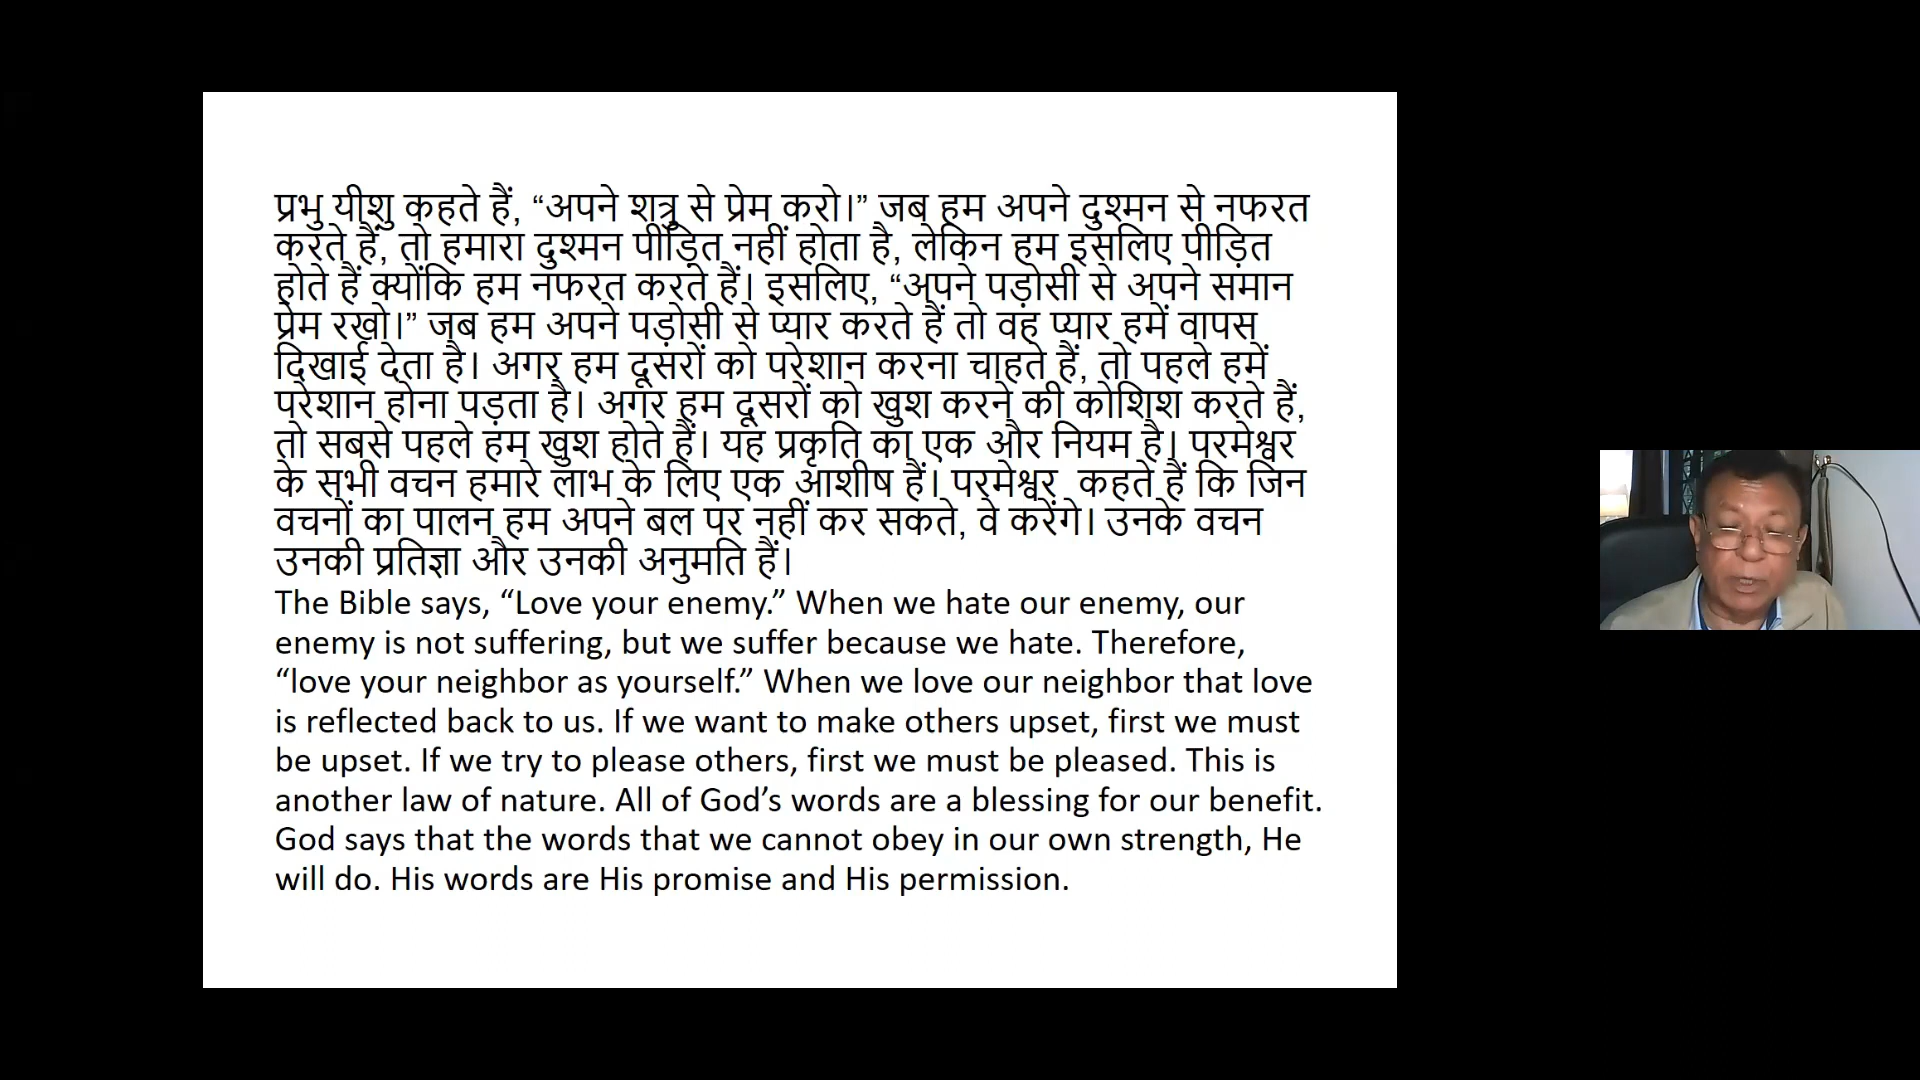 प्रभु यीशु कहते हैं, “अपने शत्रु से प्रेम करो।” जब हम अपने दुश्मन से नफरत
करते हैं, तो हमारा दुश्मन पीड़ित नहीं होता है, लेकिन हम इसलिए पीड़ित
होते हैं क्योंकि हम नफरत करते हैं। इसलिए, “अपने पड़ोसी से अपने समान
प्रेम रखो।” जब हम अपने पड़ोसी से प्यार करते हैं तो वह प्यार हमें वापस
दिखाई देता है। अगर हम दूसरों को परेशान करना चाहते हैं, तो पहले हमें
परेशान होना पड़ता है। अगर हम दूसरों को खुश करने की कोशिश करते हैं,
तो सबसे पहले हम खुश होते हैं। यह प्रकृति का एक और नियम है। परमेश्वर
के सभी वचन हमारे लाभ के लिए एक आशीष हैं। परमेश्वर कहते हैं कि जिन
वचनों का पालन हम अपने बल पर नहीं कर सकते, वे करेंगे। उनके वचन
उनकी प्रतिज्ञा और उनकी अनुमति हैं।
The Bible says, “Love your enemy.” When we hate our enemy, our
enemy is not suffering, but we suffer because we hate. Therefore,
“love your neighbor as yourself.” When we love our neighbor that love
is reflected back to us. If we want to make others upset, first we must
be upset. If we try to please others, first we must be pleased. This is
another law of nature. All of God’s words are a blessing for our benefit.
God says that the words that we cannot obey in our own strength, He
will do. His words are His promise and His permission.